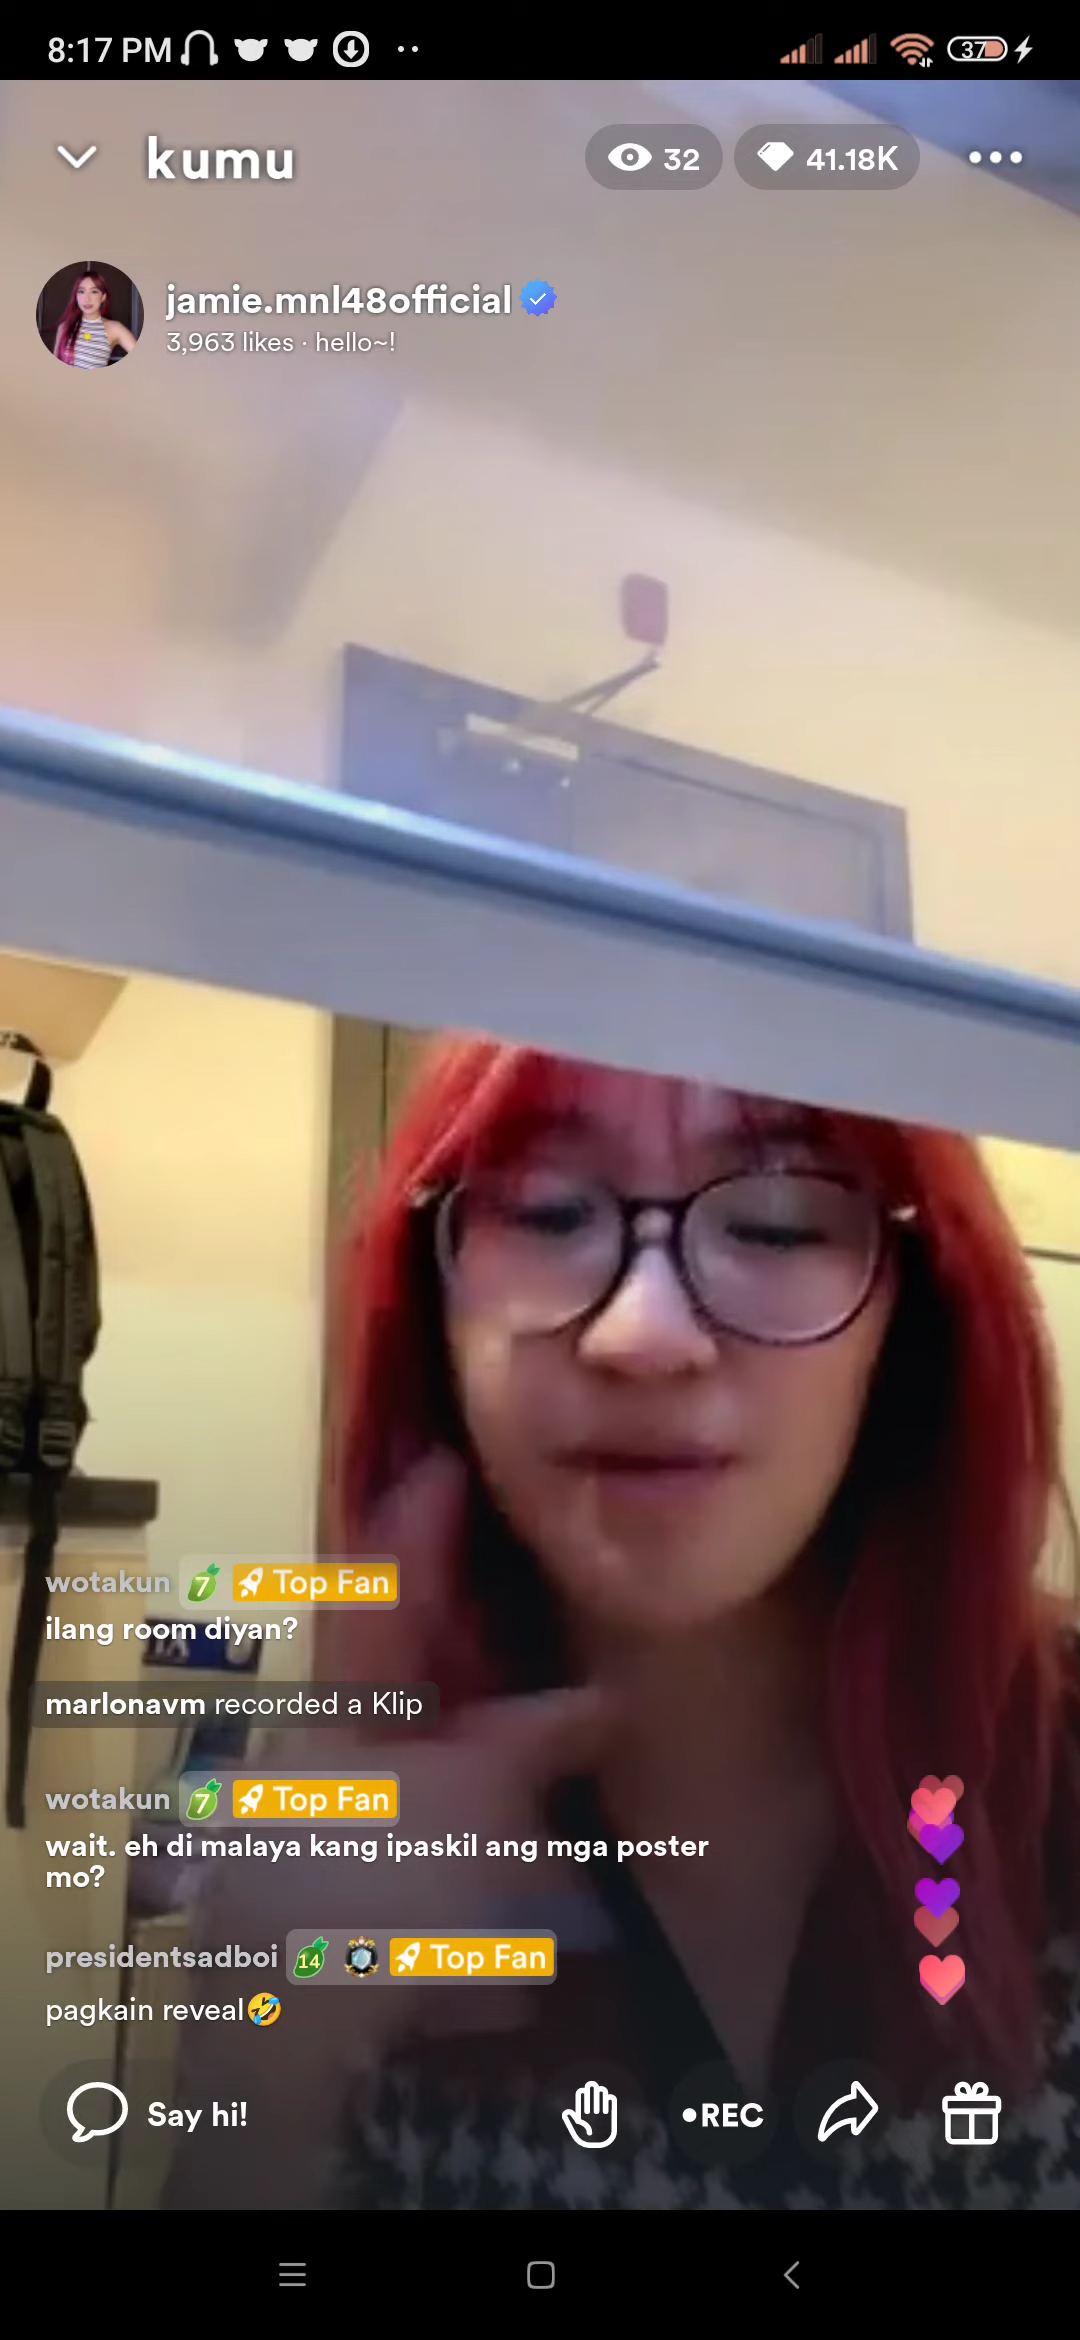 8:17 PM
37
kumu
32
41.18K
jamie.mnl48official
3,963 likes · hello~!
wotakun 7 Top Fan
ilang room diyan?
marlonavm recorded a Klip
wotakun 7 Top Fan
wait. eh di malaya kang ipaskil ang mga poster
mo?
presidentsadboi 14 Top Fan
pagkain reveal🤣
Say hi!
•REC